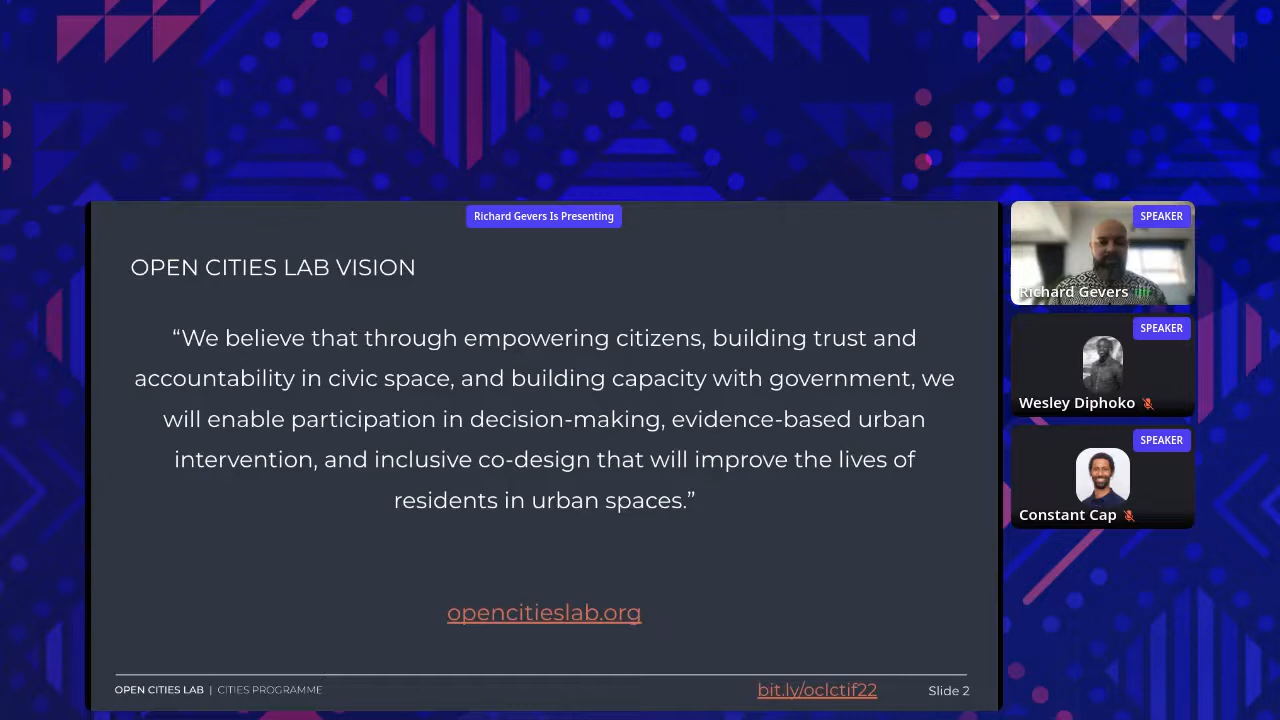 Richard Gevers Is Presenting
OPEN CITIES LAB VISION
“We believe that through empowering citizens, building trust and
accountability in civic space, and building capacity with government, we
will enable participation in decision-making, evidence-based urban
intervention, and inclusive co-design that will improve the lives of
residents in urban spaces.”
opencitieslab.org
OPEN CITIES LAB | CITIES PROGRAMME
bit.ly/oclctif22
Slide 2
SPEAKER
Richard Gevers
SPEAKER
Wesley Diphoko
SPEAKER
Constant Cap